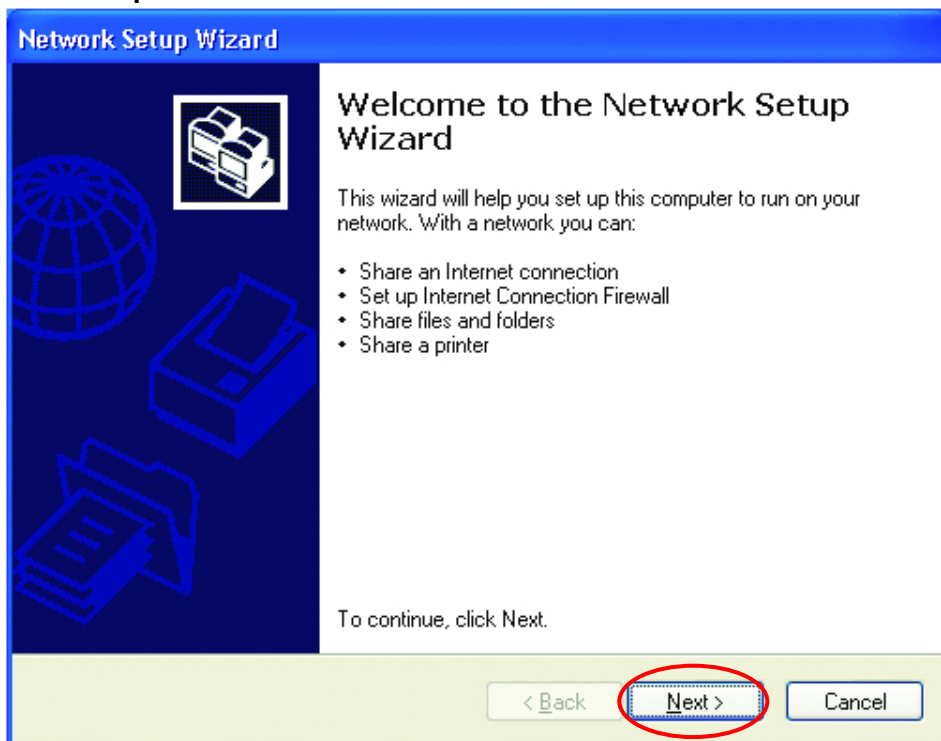 Network Setup Wizard
Welcome to the Network Setup
Wizard
This wizard will help you set up this computer to run on your
network. With a network you can:
• Share an Internet connection
• Set up Internet Connection Firewall
• Share files and folders
• Share a printer
To continue, click Next.
< Back Next > Cancel